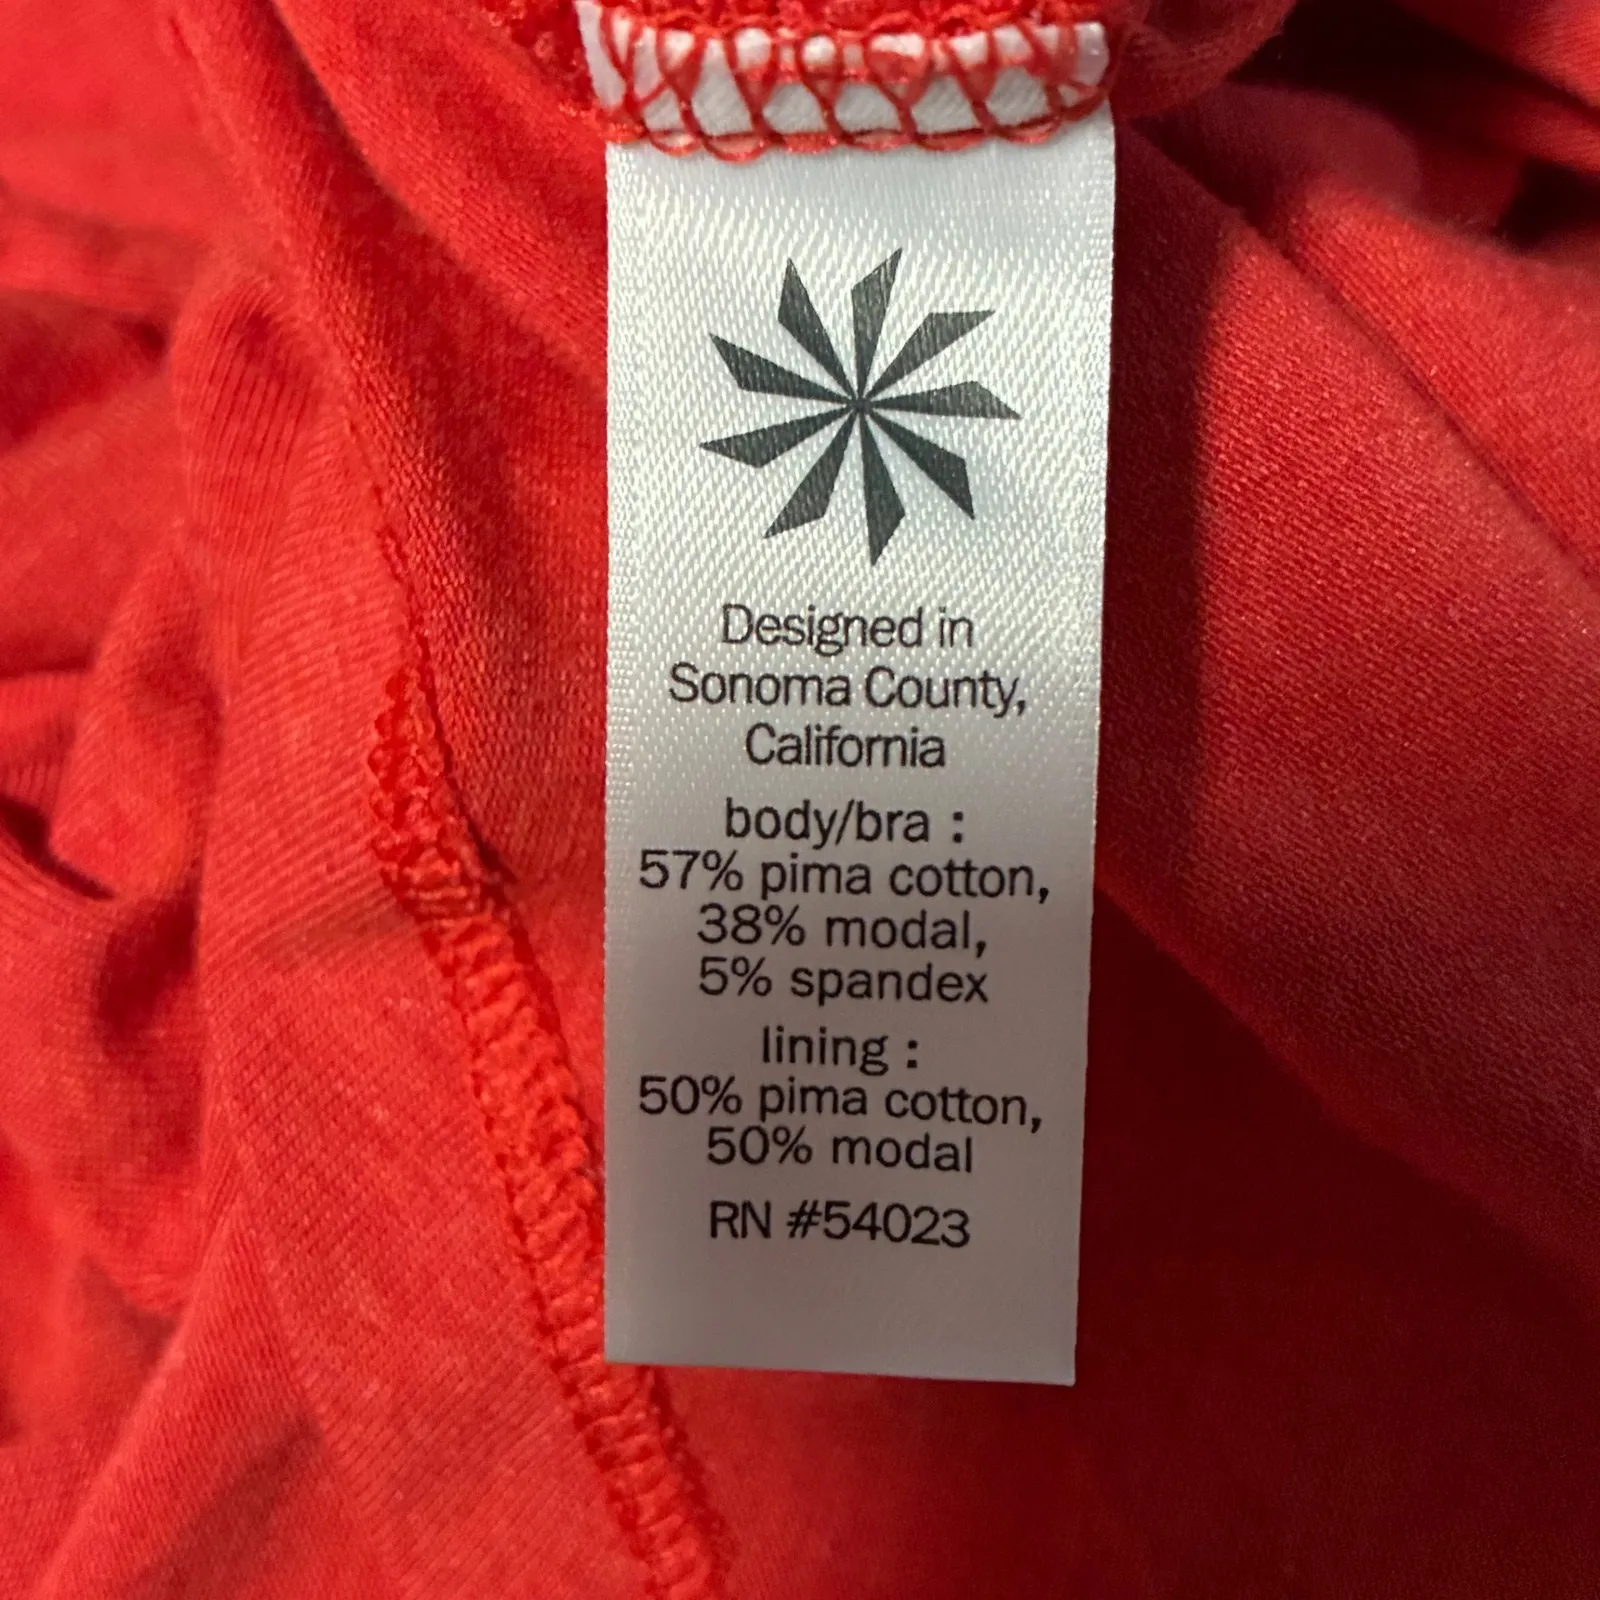 Designed in
Sonoma County,
California
body/bra :
57% pima cotton,
38% modal,
5% spandex
lining :
50% pima cotton,
50% modal
RN #54023